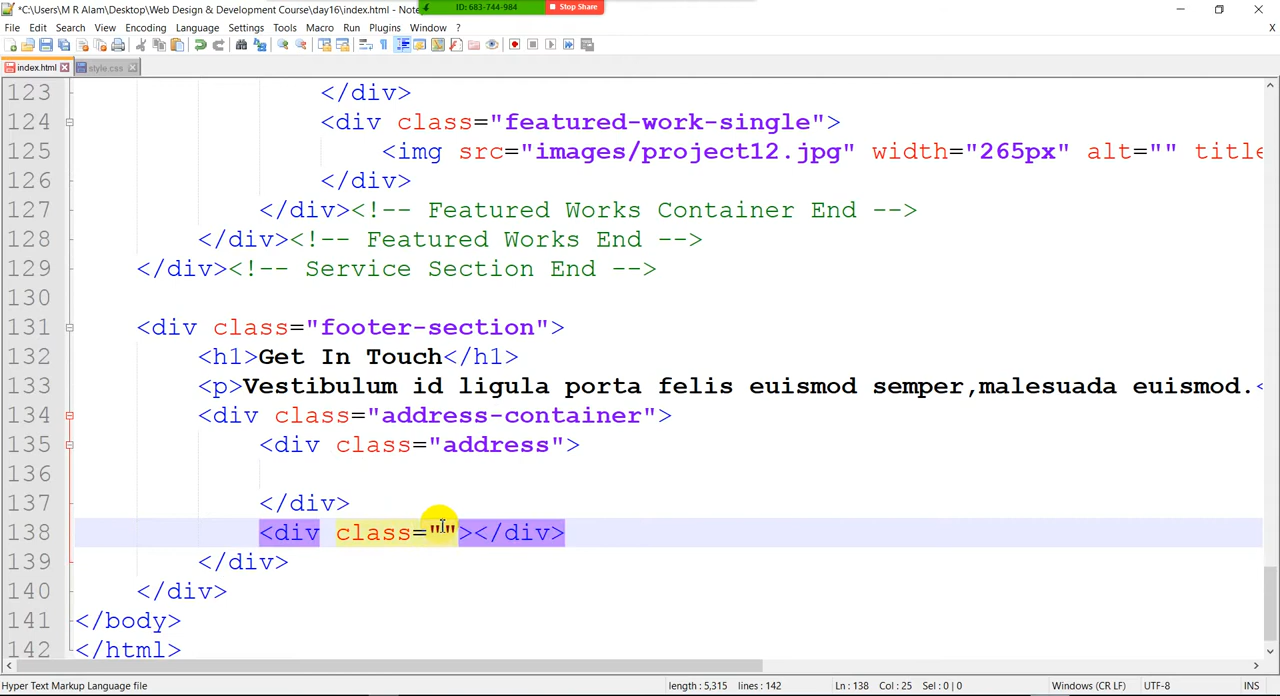 *C:\Users\M R Alam\Desktop\Web Design & Development Course\day16\index.html - Note
ID: 683-744-984
Stop Share
File Edit Search View Encoding Language Settings Tools Macro Run Plugins Window ?
X
index.html style.css
123 </div>
124 <div class="featured-work-single">
125 <img src="images/project12.jpg" width="265px" alt="" title
126 </div>
127 </div><!-- Featured Works Container End -->
128 </div><!-- Featured Works End -->
129 </div><!-- Service Section End -->
130
131 <div class="footer-section">
132 <h1>Get In Touch</h1>
133 <p>Vestibulum id ligula porta felis euismod semper,malesuada euismod.<
134 <div class="address-container">
135 <div class="address">
136
137 </div>
138 <div class=""></div>
139 </div>
140 </div>
141 </body>
142 </html>
Hyper Text Markup Language file length : 5,315 lines : 142 Ln : 138 Col : 25 Sel : 0 | 0 Windows (CR LF) UTF-8 INS